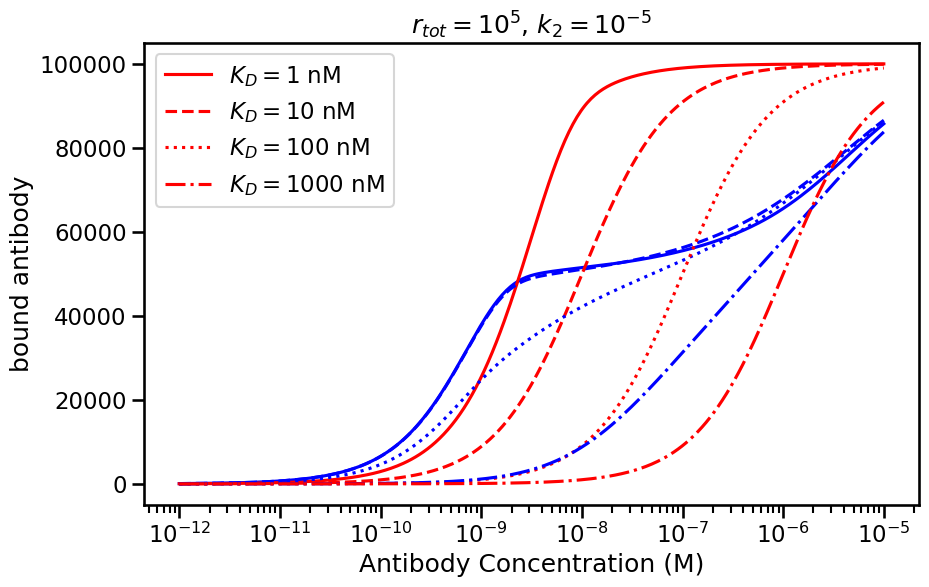 r_tot = 10^5, k_2 = 10^−5
K_D = 1 nM
K_D = 10 nM
K_D = 100 nM
K_D = 1000 nM
100000
80000
60000
40000
20000
0
bound antibody
10^−12 10^−11 10^−10 10^−9 10^−8 10^−7 10^−6 10^−5
Antibody Concentration (M)